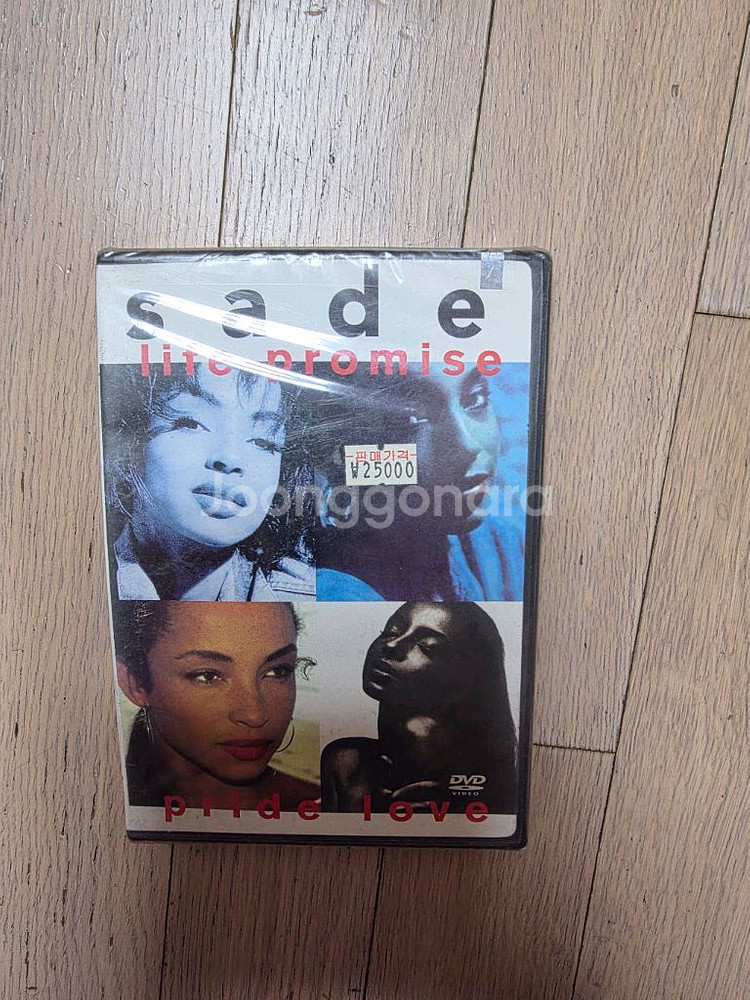 sade
life promise
판매가격
₩25000
Joonggonara
DVD
VIDEO
pride love